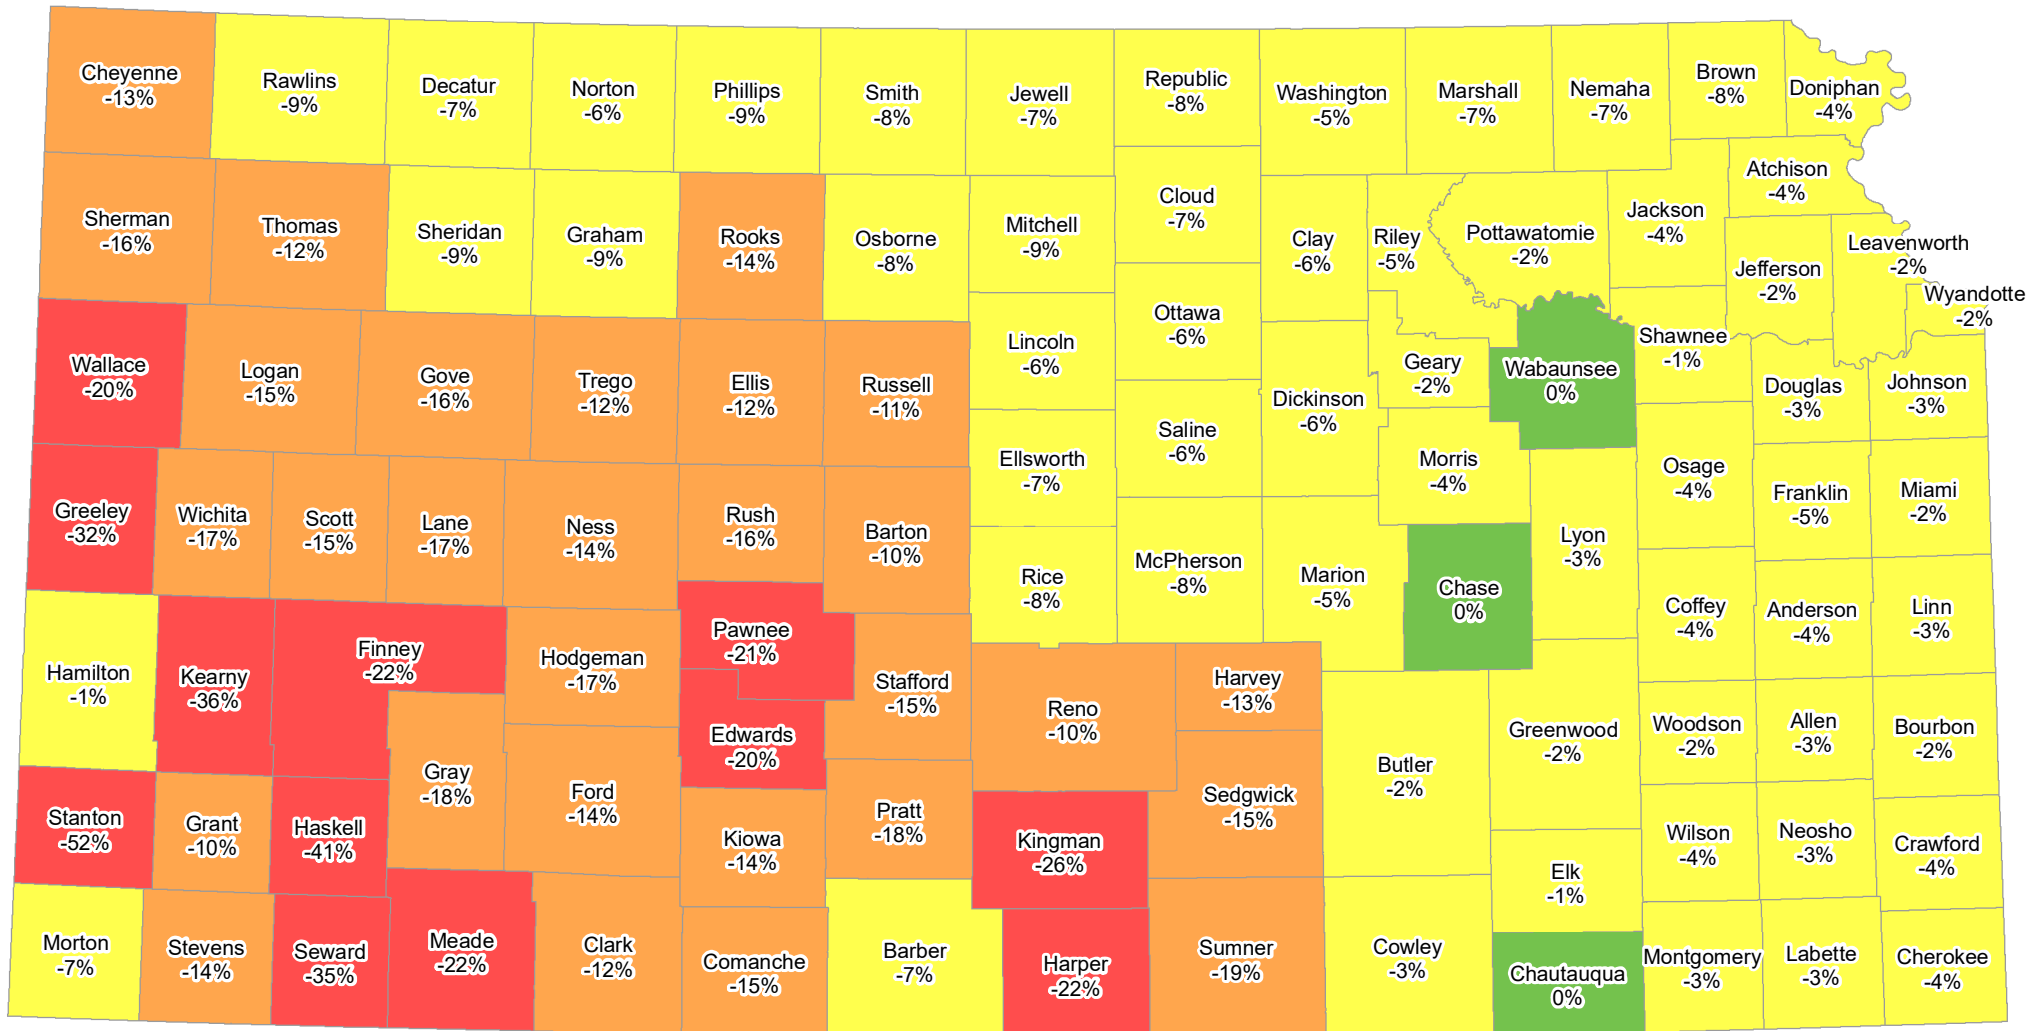 Cheyenne
-13%
Rawlins
-9%
Decatur
-7%
Norton
-6%
Phillips
-9%
Smith
-8%
Jewell
-7%
Republic
-8%
Washington
-5%
Marshall
-7%
Nemaha
-7%
Brown
-8%
Doniphan
-4%
Sherman
-16%
Thomas
-12%
Sheridan
-9%
Graham
-9%
Rooks
-14%
Osborne
-8%
Mitchell
-9%
Cloud
-7%
Clay
-6%
Riley
-5%
Pottawatomie
-2%
Jackson
-4%
Atchison
-4%
Jefferson
-2%
Leavenworth
-2%
Wyandotte
-2%
Wallace
-20%
Logan
-15%
Gove
-16%
Trego
-12%
Ellis
-12%
Russell
-11%
Lincoln
-6%
Ottawa
-6%
Dickinson
-6%
Geary
-2%
Wabaunsee
0%
Shawnee
-1%
Douglas
-3%
Johnson
-3%
Greeley
-32%
Wichita
-17%
Scott
-15%
Lane
-17%
Ness
-14%
Rush
-16%
Barton
-10%
Ellsworth
-7%
Saline
-6%
Morris
-4%
Osage
-4%
Franklin
-5%
Miami
-2%
Rice
-8%
McPherson
-8%
Marion
-5%
Chase
0%
Lyon
-3%
Coffey
-4%
Anderson
-4%
Linn
-3%
Hamilton
-1%
Kearny
-36%
Finney
-22%
Hodgeman
-17%
Pawnee
-21%
Stafford
-15%
Edwards
-20%
Reno
-10%
Harvey
-13%
Butler
-2%
Greenwood
-2%
Woodson
-2%
Allen
-3%
Bourbon
-2%
Stanton
-52%
Grant
-10%
Haskell
-41%
Gray
-18%
Ford
-14%
Kiowa
-14%
Pratt
-18%
Kingman
-26%
Sedgwick
-15%
Elk
-1%
Wilson
-4%
Neosho
-3%
Crawford
-4%
Morton
-7%
Stevens
-14%
Seward
-35%
Meade
-22%
Clark
-12%
Comanche
-15%
Barber
-7%
Harper
-22%
Sumner
-19%
Cowley
-3%
Chautauqua
0%
Montgomery
-3%
Labette
-3%
Cherokee
-4%